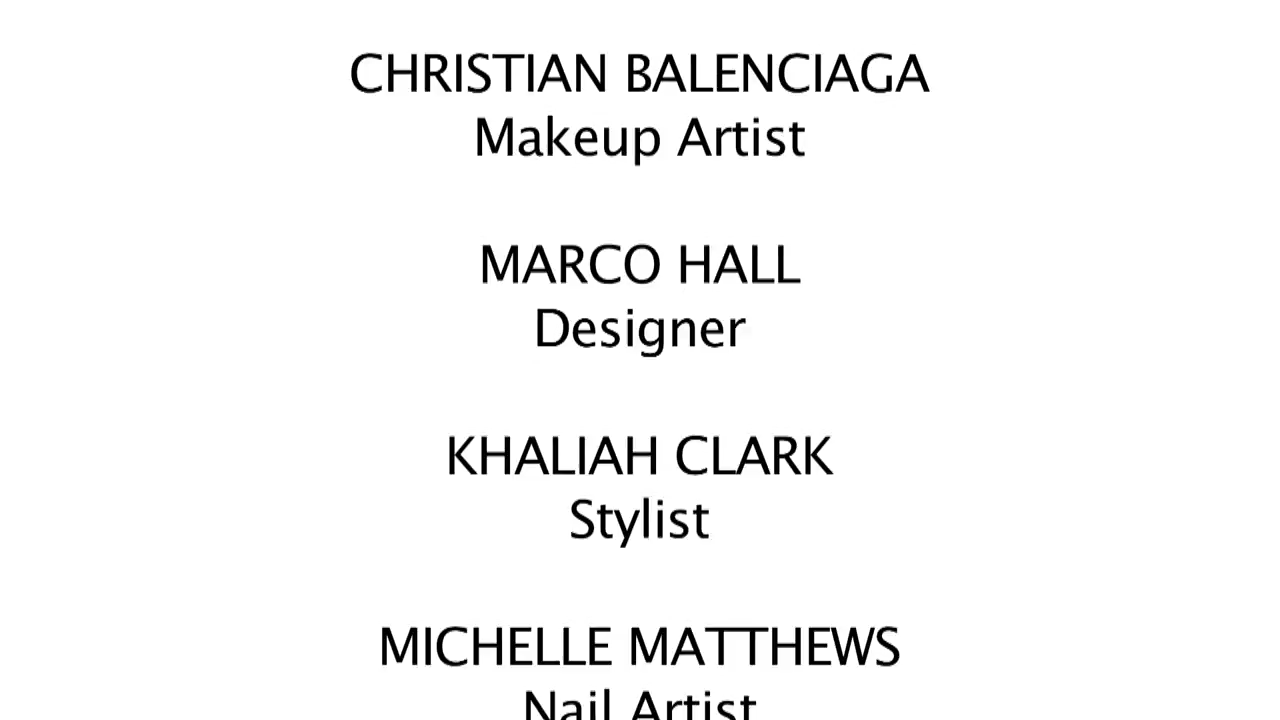 CHRISTIAN BALENCIAGA
Makeup Artist
MARCO HALL
Designer
KHALIAH CLARK
Stylist
MICHELLE MATTHEWS
Nail Artist